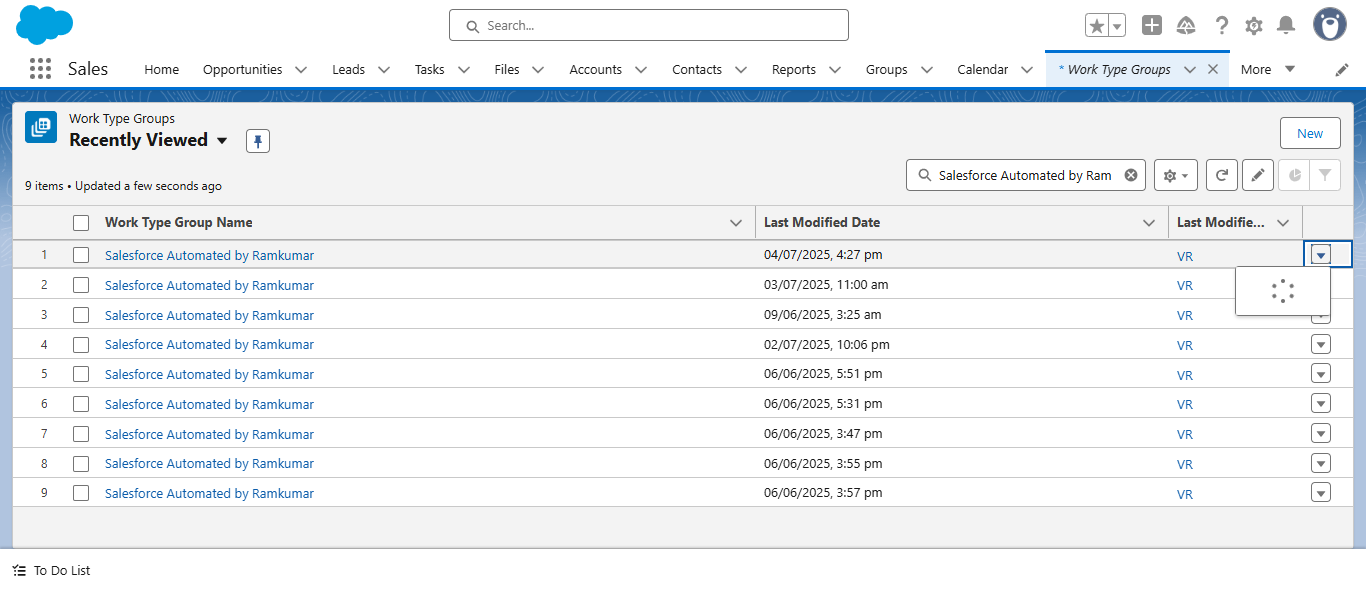 Search...
Sales
Home
Opportunities
Leads
Tasks
Files
Accounts
Contacts
Reports
Groups
Calendar
* Work Type Groups
More
Work Type Groups
Recently Viewed
New
9 items • Updated a few seconds ago
Salesforce Automated by Ram
Work Type Group Name Last Modified Date Last Modifie...
1 Salesforce Automated by Ramkumar 04/07/2025, 4:27 pm VR
2 Salesforce Automated by Ramkumar 03/07/2025, 11:00 am VR
3 Salesforce Automated by Ramkumar 09/06/2025, 3:25 am VR
4 Salesforce Automated by Ramkumar 02/07/2025, 10:06 pm VR
5 Salesforce Automated by Ramkumar 06/06/2025, 5:51 pm VR
6 Salesforce Automated by Ramkumar 06/06/2025, 5:31 pm VR
7 Salesforce Automated by Ramkumar 06/06/2025, 3:47 pm VR
8 Salesforce Automated by Ramkumar 06/06/2025, 3:55 pm VR
9 Salesforce Automated by Ramkumar 06/06/2025, 3:57 pm VR
To Do List